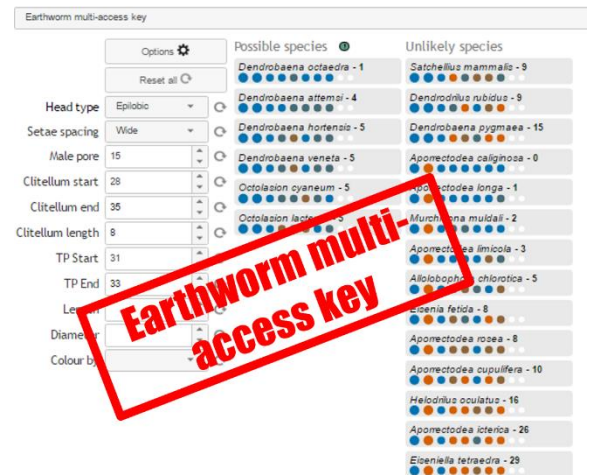 Earthworm multi-access key
Options
Reset all
Head type Epilobic
Setae spacing Wide
Male pore 15
Clitellum start 28
Clitellum end 35
Clitellum length 8
TP Start 31
TP End 33
Diameter
Colour by
Possible species
Dendrobaena octaedra - 1
Dendrobaena attemsi - 4
Dendrobaena hortensis - 5
Dendrobaena veneta - 5
Octolasion cyaneum - 5
Octolasion
Unlikely species
Satchellius mammalis - 9
Dendrodrilus rubidus - 9
Dendrobaena pygmaea - 15
Aporrectodea caliginosa - 0
Aporrectodea longa - 1
Murchieona muldali - 2
Aporrectodea limicola - 3
Allolobophora chlorotica - 5
Eisenia fetida - 8
Aporrectodea rosea - 8
Aporrectodea cupulifera - 10
Helodrilus oculatus - 16
Aporrectodea icterica - 26
Eiseniella tetraedra - 29
Earthworm multi-
access key